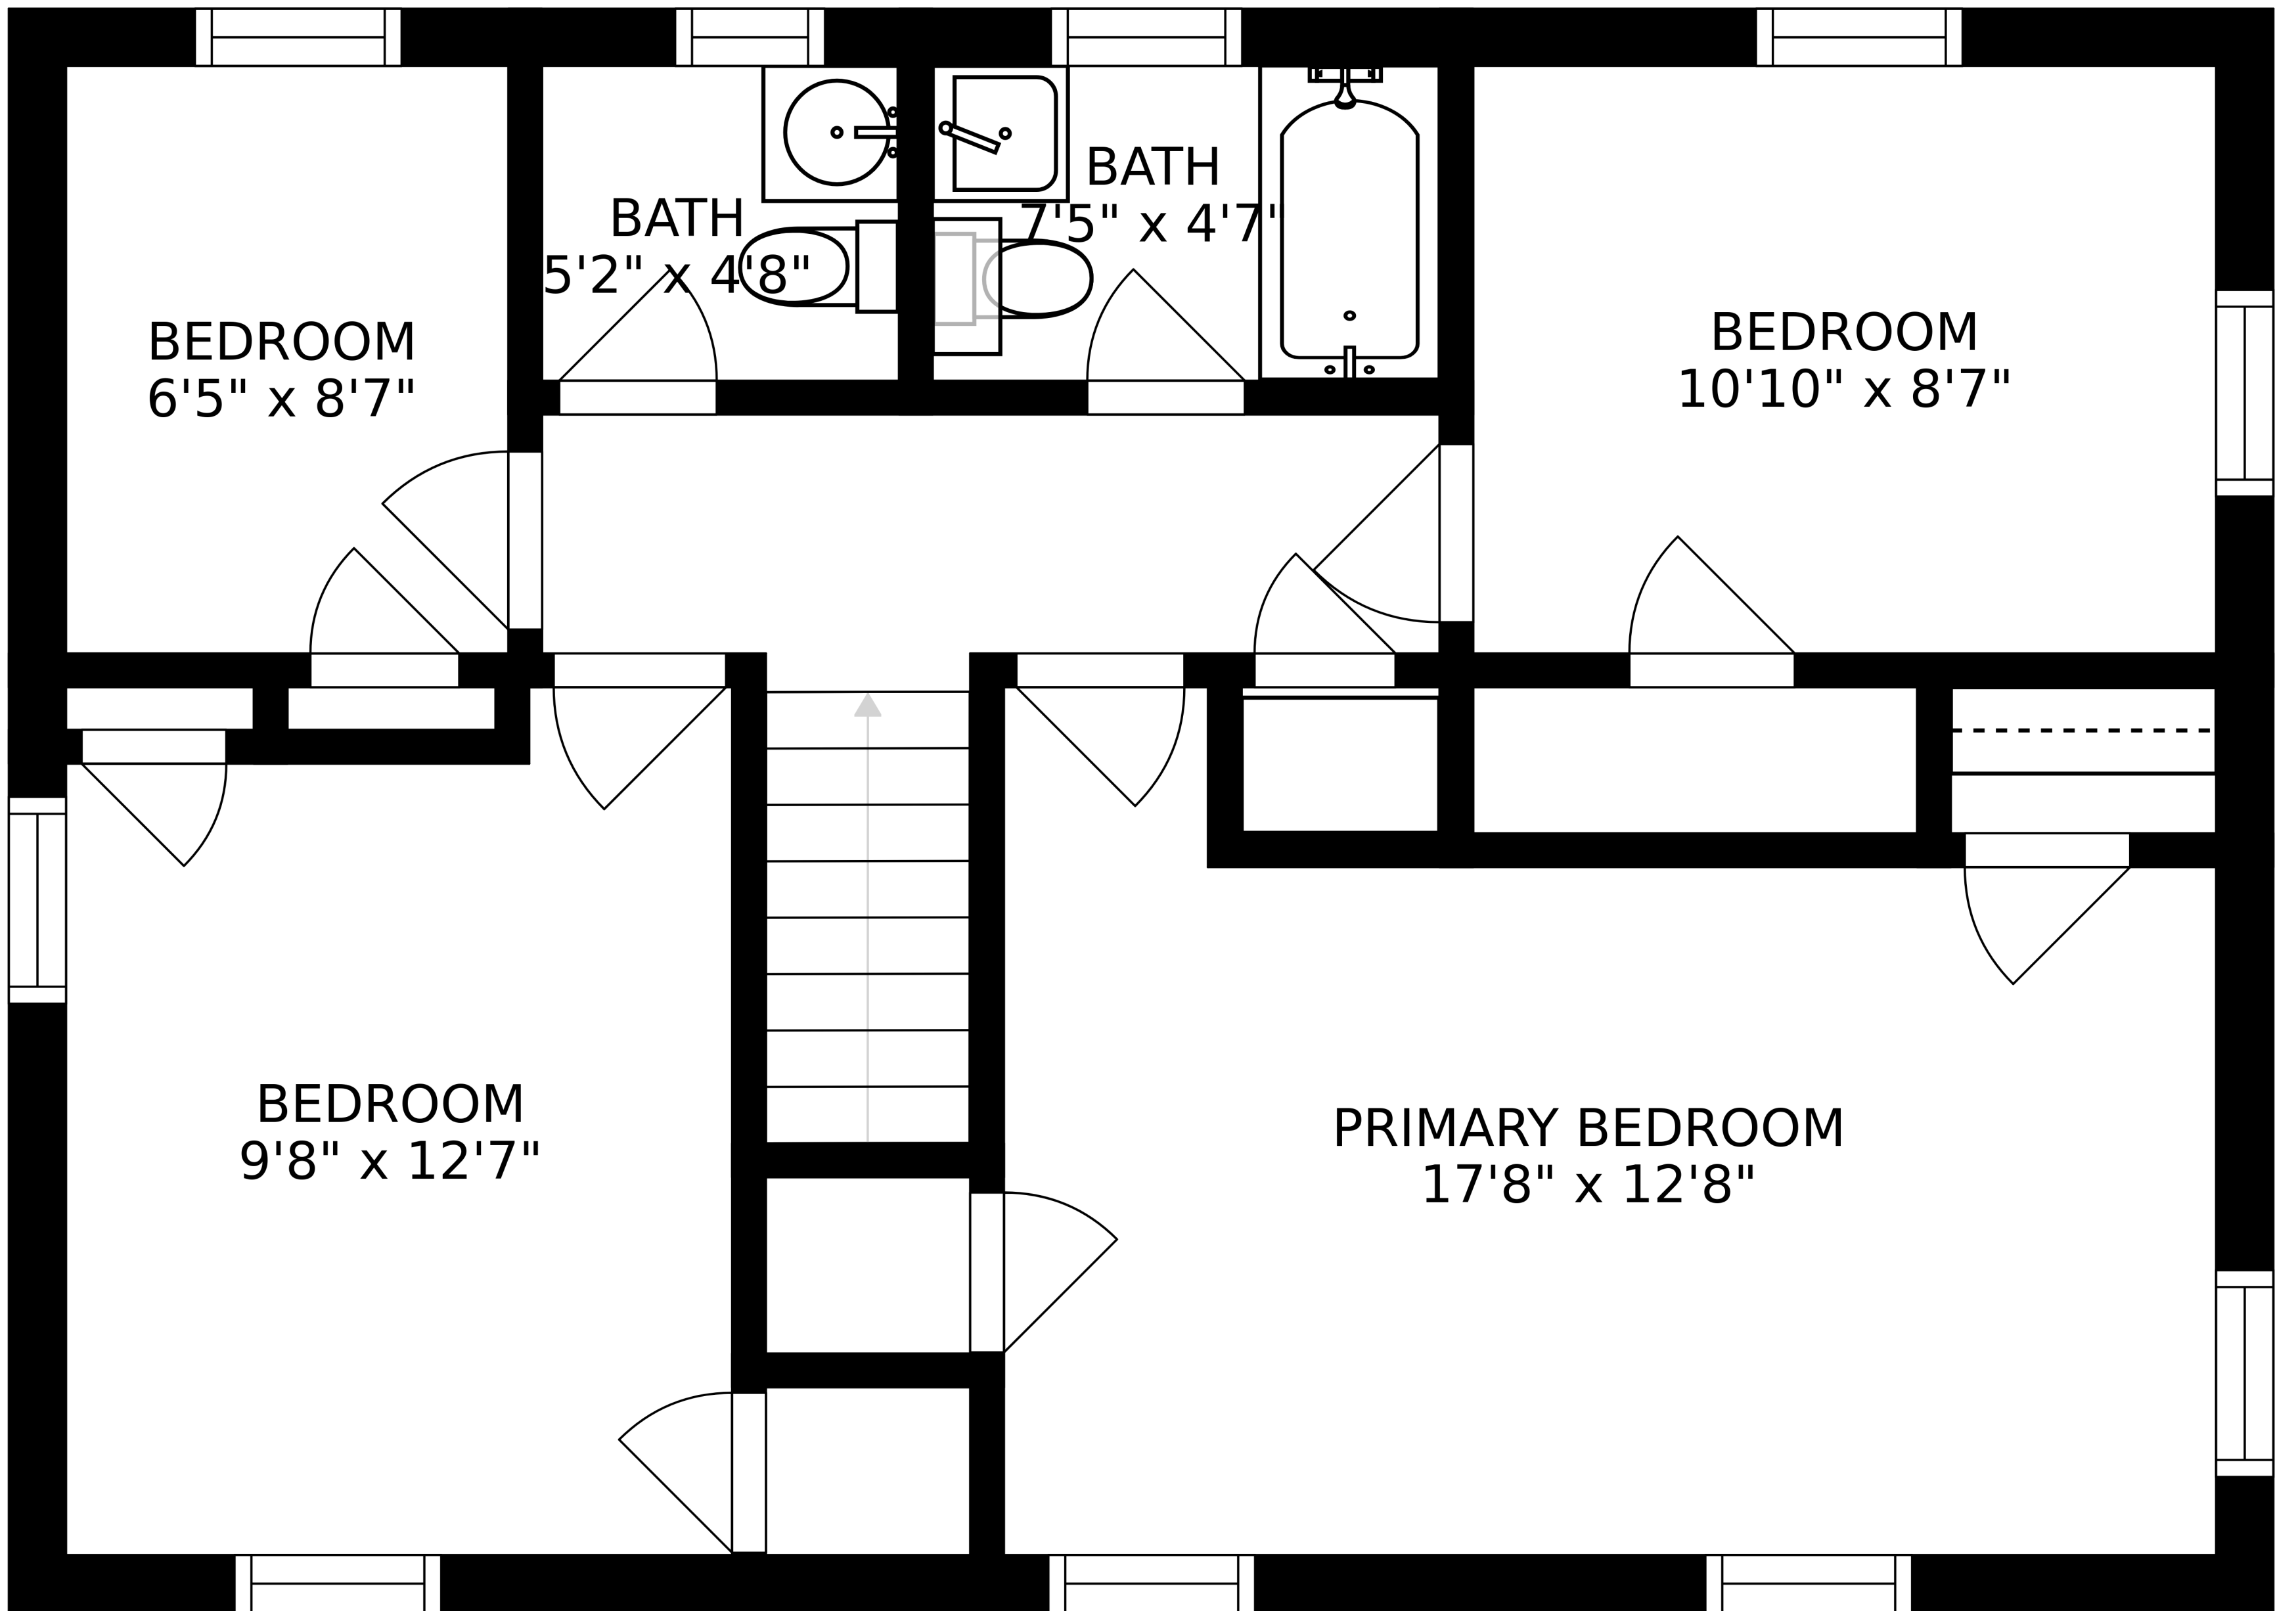 BATH
7'5" x 4'7"
BATH
5'2" x 4'8"
BEDROOM
6'5" x 8'7"
BEDROOM
10'10" x 8'7"
BEDROOM
9'8" x 12'7"
PRIMARY BEDROOM
17'8" x 12'8"